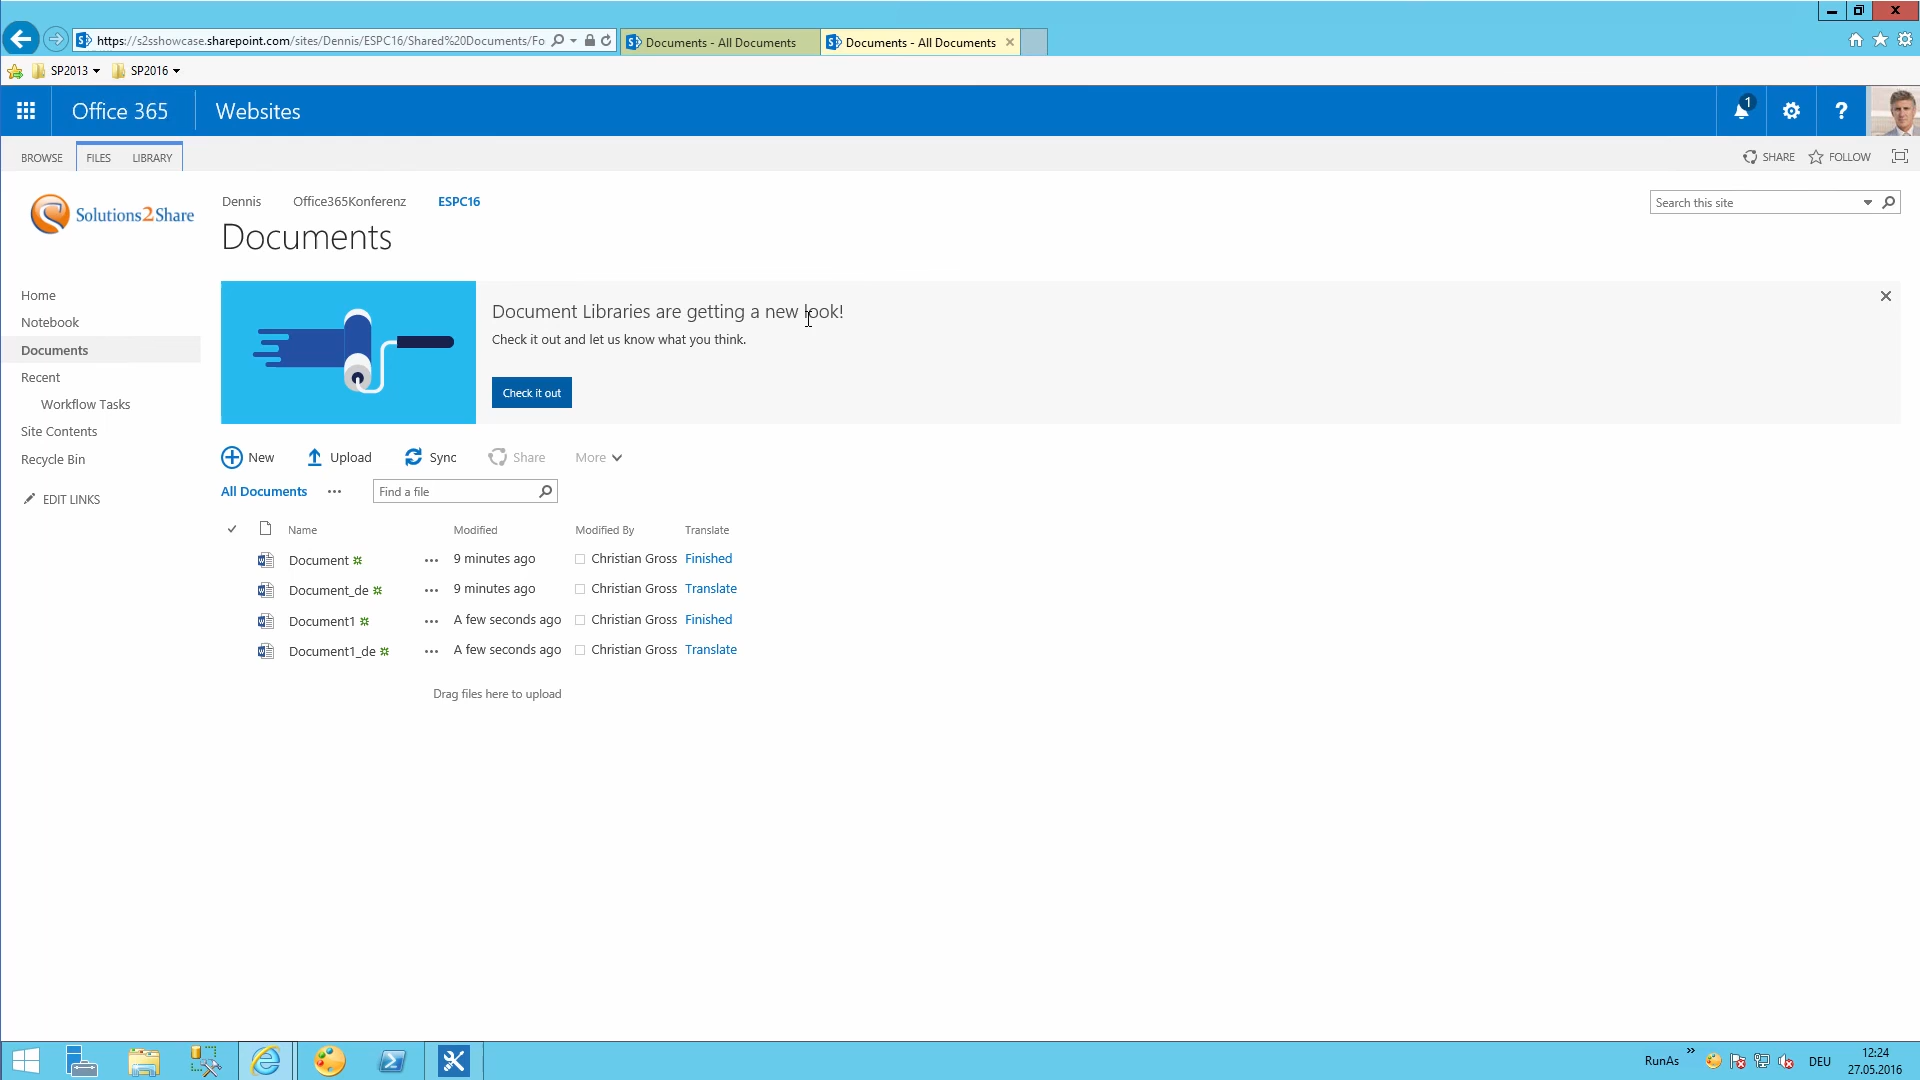 https://s2sshowcase.sharepoint.com/sites/Dennis/ESPC16/Shared%20Documents/Fo
Documents - All Documents
Documents - All Documents
SP2013
SP2016
Office 365
Websites
1
?
BROWSE
FILES
LIBRARY
SHARE
FOLLOW
Solutions2Share
Dennis
Office365Konferenz
ESPC16
Search this site
Documents
Home
Notebook
Documents
Recent
Workflow Tasks
Site Contents
Recycle Bin
EDIT LINKS
Document Libraries are getting a new look!
Check it out and let us know what you think.
Check it out
New
Upload
Sync
Share
More
All Documents
...
Find a file
Name
Modified
Modified By
Translate
Document ... 9 minutes ago Christian Gross Finished
Document_de ... 9 minutes ago Christian Gross Translate
Document1 ... A few seconds ago Christian Gross Finished
Document1_de ... A few seconds ago Christian Gross Translate
Drag files here to upload
RunAs
DEU
12:24
27.05.2016